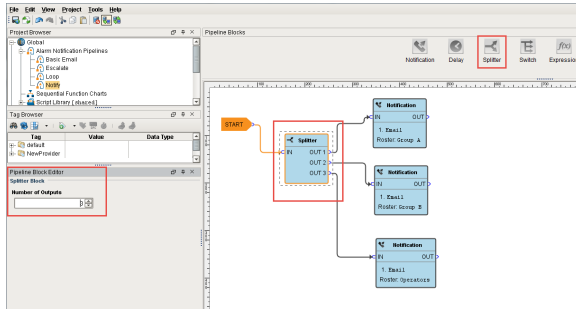 File Edit View Project Tools Help
Project Browser
Global
Alarm Notification Pipelines
Basic Email
Escalate
Loop
Notify
Sequential Function Charts
Script Library [shared]
Tag Browser
Tag Value Data Type
default
NewProvider
Pipeline Block Editor
Splitter Block
Number of Outputs
3
Pipeline Blocks
Notification Delay Splitter Switch Expression
START
Splitter
IN OUT 1
OUT 2
OUT 3
Notification
IN OUT
1. Email
Roster: Group A
Notification
IN OUT
1. Email
Roster: Group B
Notification
IN OUT
1. Email
Roster: Operators